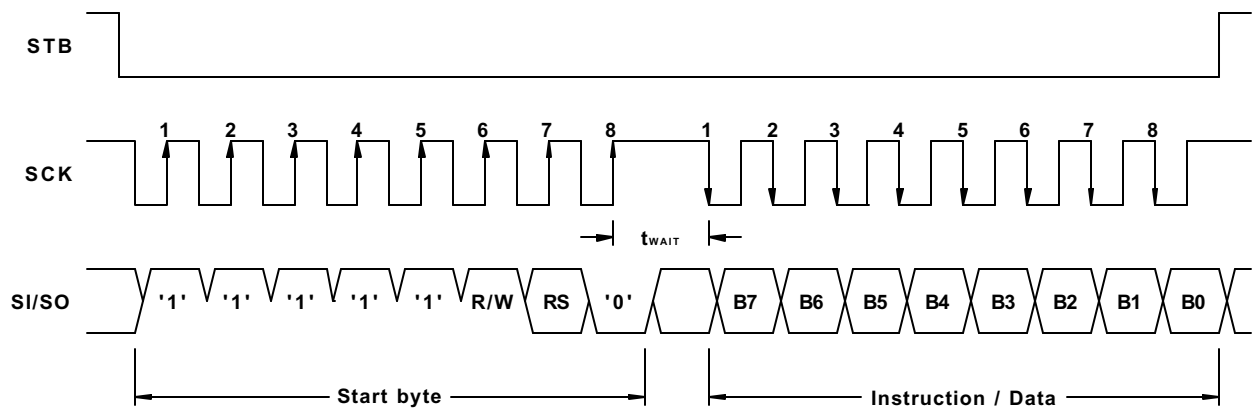 STB
1 2 3 4 5 6 7 8 1 2 3 4 5 6 7 8
SCK
tWAIT
SI/SO '1' '1' '1' '1' '1' R/W RS '0' B7 B6 B5 B4 B3 B2 B1 B0
Start byte Instruction / Data